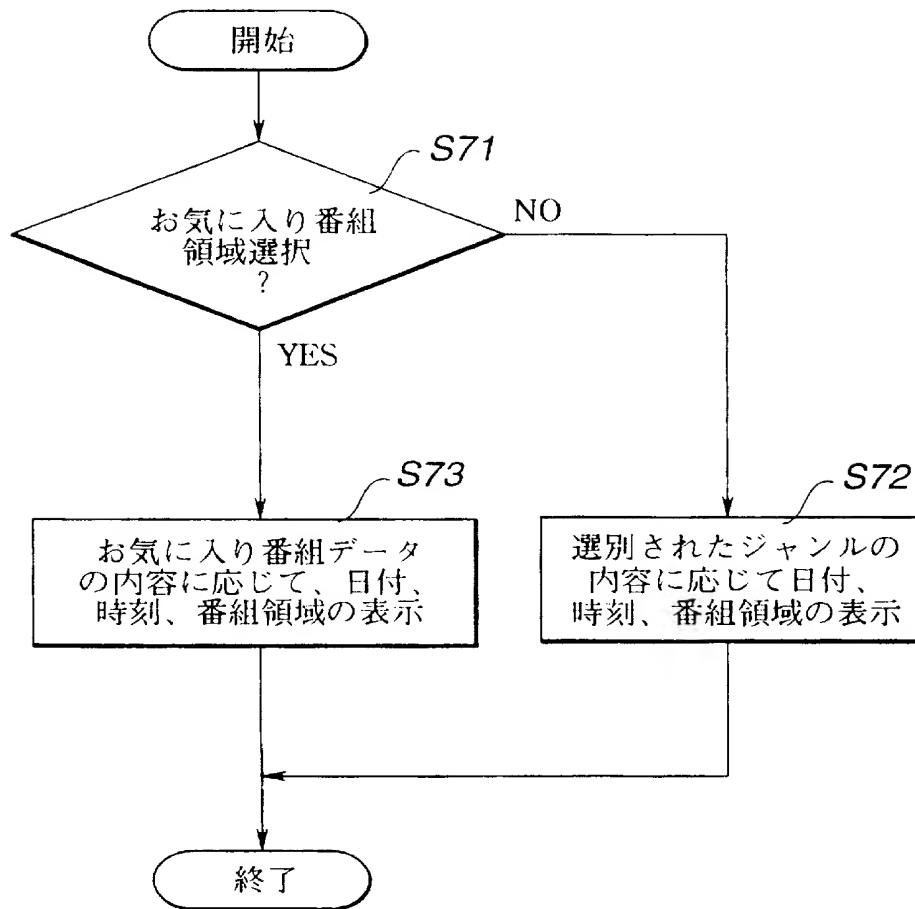 開始
S71
お気に入り番組
領域選択
?
NO
YES
S73
お気に入り番組データ
の内容に応じて、日付、
時刻、番組領域の表示
S72
選別されたジャンルの
内容に応じて日付、
時刻、番組領域の表示
終了